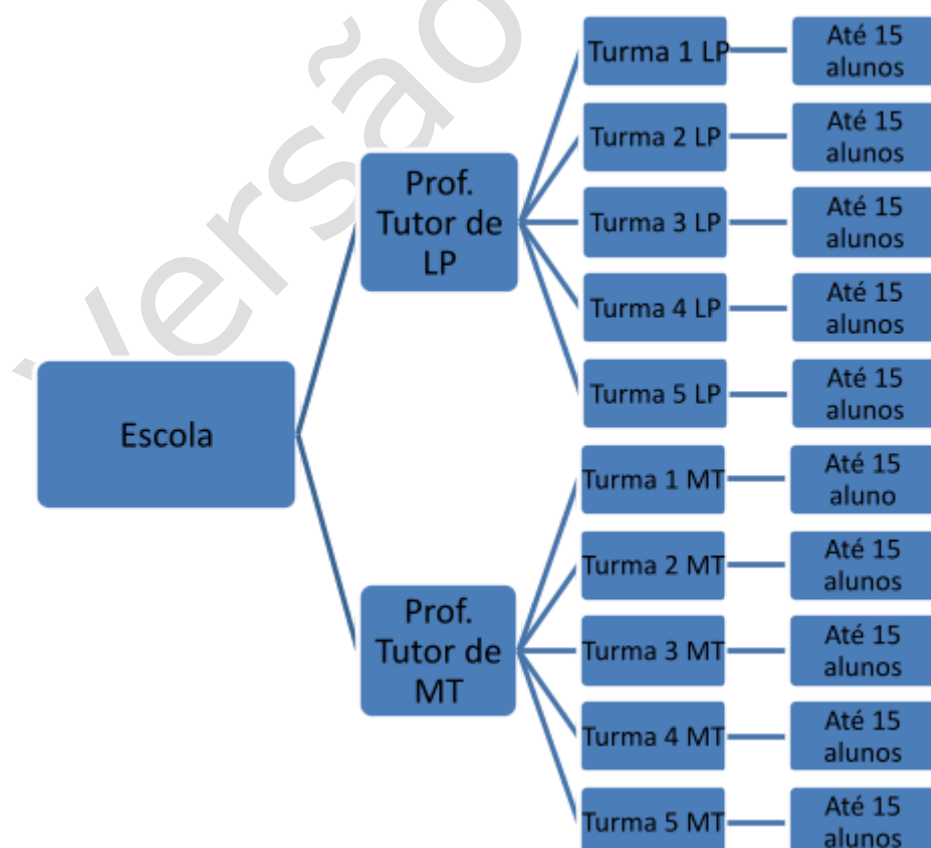 Versão
Escola
Prof.
Tutor de
LP
Turma 1 LP
Até 15
alunos
Turma 2 LP
Até 15
alunos
Turma 3 LP
Até 15
alunos
Turma 4 LP
Até 15
alunos
Turma 5 LP
Até 15
alunos
Prof.
Tutor de
MT
Turma 1 MT
Até 15
aluno
Turma 2 MT
Até 15
alunos
Turma 3 MT
Até 15
alunos
Turma 4 MT
Até 15
alunos
Turma 5 MT
Até 15
alunos